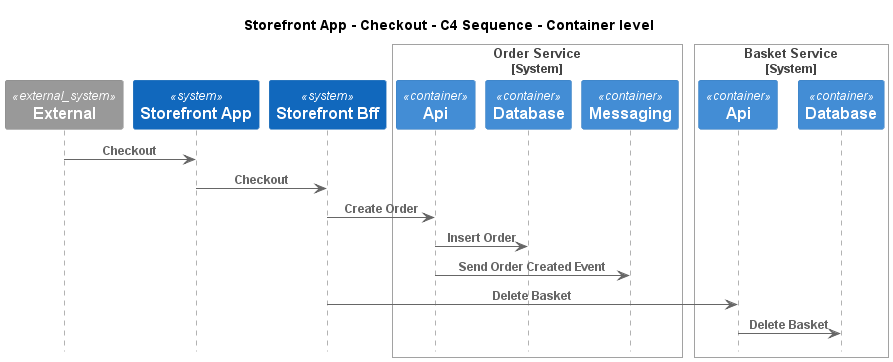 Storefront App - Checkout - C4 Sequence - Container level
Order Service
[System]
Basket Service
[System]
«external_system»
External
«system»
Storefront App
«system»
Storefront Bff
«container»
Api
«container»
Database
«container»
Messaging
«container»
Api
«container»
Database
Checkout
Checkout
Create Order
Insert Order
Send Order Created Event
Delete Basket
Delete Basket